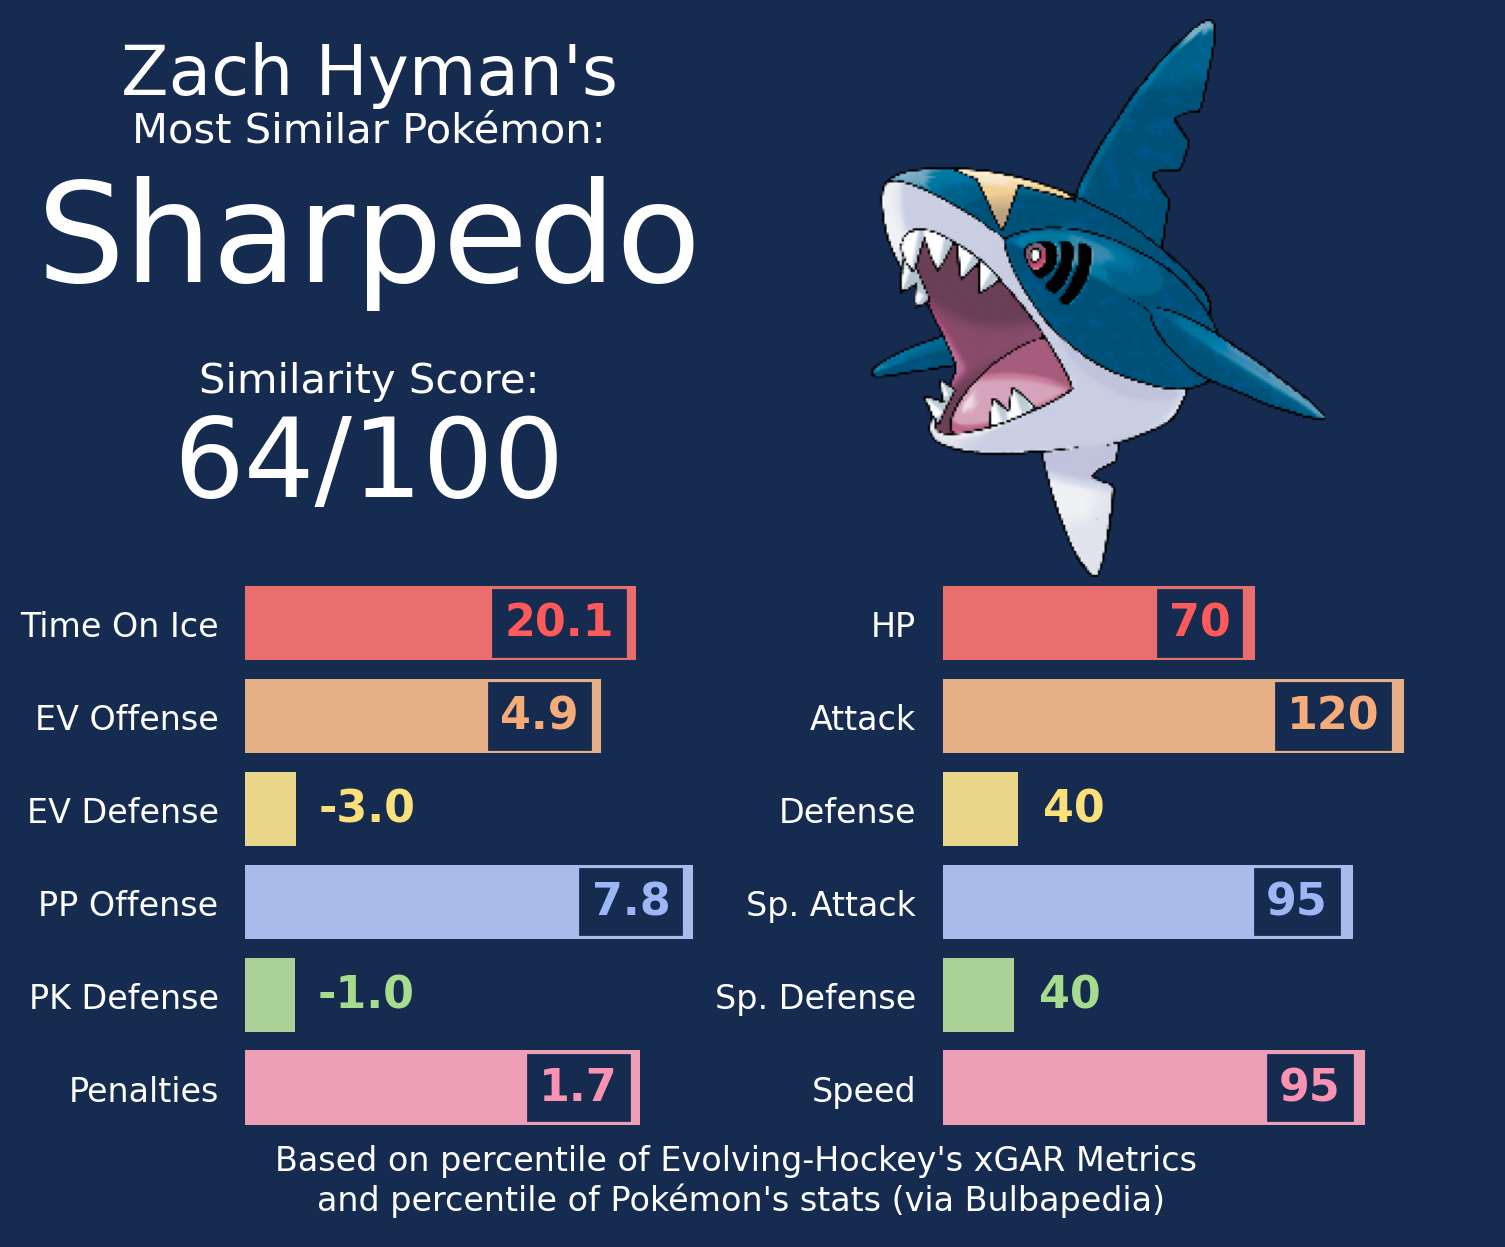 Zach Hyman's
Most Similar Pokémon:
Sharpedo
Similarity Score:
64/100
Time On Ice 20.1
EV Offense 4.9
EV Defense -3.0
PP Offense 7.8
PK Defense -1.0
Penalties 1.7
HP 70
Attack 120
Defense 40
Sp. Attack 95
Sp. Defense 40
Speed 95
Based on percentile of Evolving-Hockey's xGAR Metrics
and percentile of Pokémon's stats (via Bulbapedia)